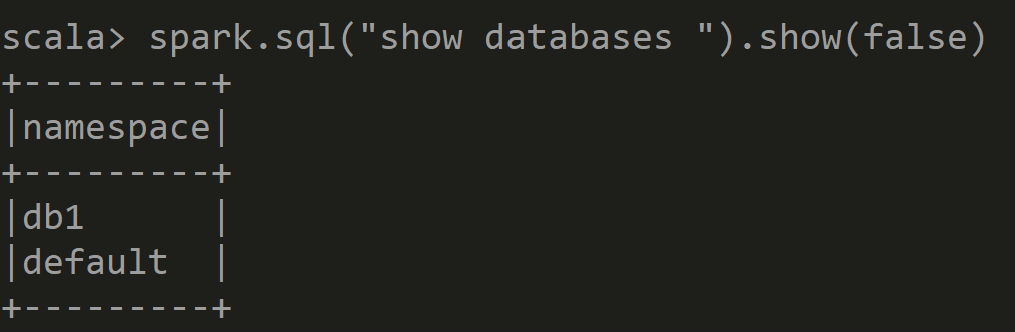 scala> spark.sql("show databases ").show(false)
+---------+
|namespace|
+---------+
|db1      |
|default  |
+---------+